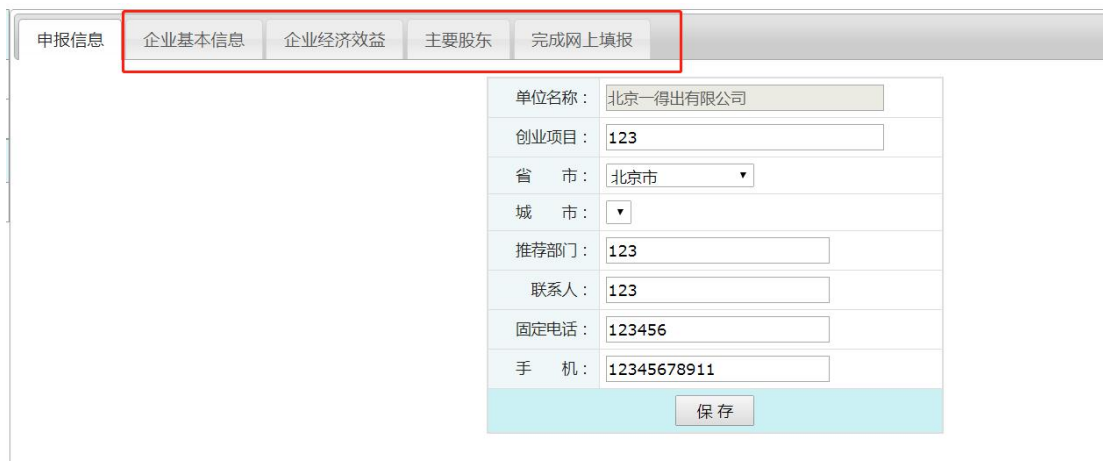 申报信息 企业基本信息 企业经济效益 主要股东 完成网上填报
单位名称： 北京一得出有限公司
创业项目： 123
省 市： 北京市
城 市：
推荐部门： 123
联系人： 123
固定电话： 123456
手 机： 12345678911
保 存